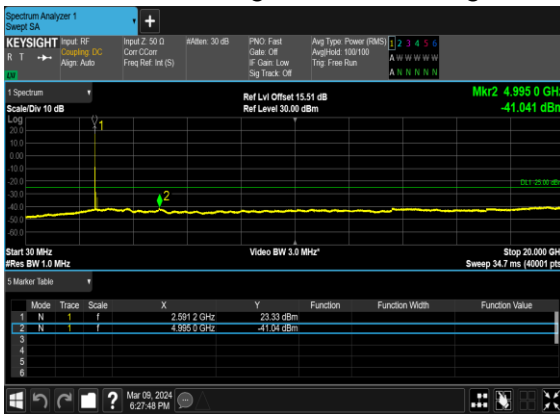 Spectrum Analyzer 1
Swept SA
KEYSIGHT
R T
LV
Input: RF
Coupling: DC
Align: Auto
Input Z: 50 Ω
Corr CCorr
Freq Ref: Int (S)
#Atten: 30 dB
PNO: Fast
Gate: Off
IF Gain: Low
Sig Track: Off
Avg Type: Power (RMS)
Avg|Hold: 100/100
Trig: Free Run
1 2 3 4 5 6
A W W W W W
A N N N N N
1 Spectrum
Scale/Div 10 dB
Ref Lvl Offset 15.51 dB
Ref Level 30.00 dBm
Mkr2 4.995 0 GHz
-41.041 dBm
Log
20.0
10.0
0.00
-10.0
-20.0
-30.0
-40.0
-50.0
-60.0
1
2
DL1 -25.00 dBm
Start 30 MHz
#Res BW 1.0 MHz
Video BW 3.0 MHz*
Stop 20.000 GHz
Sweep 34.7 ms (40001 pts)
5 Marker Table
Mode Trace Scale X Y Function Function Width Function Value
1 N 1 f 2.591 2 GHz 23.33 dBm
2 N 1 f 4.995 0 GHz -41.04 dBm
3
4
5
6
Mar 09, 2024
6:27:48 PM